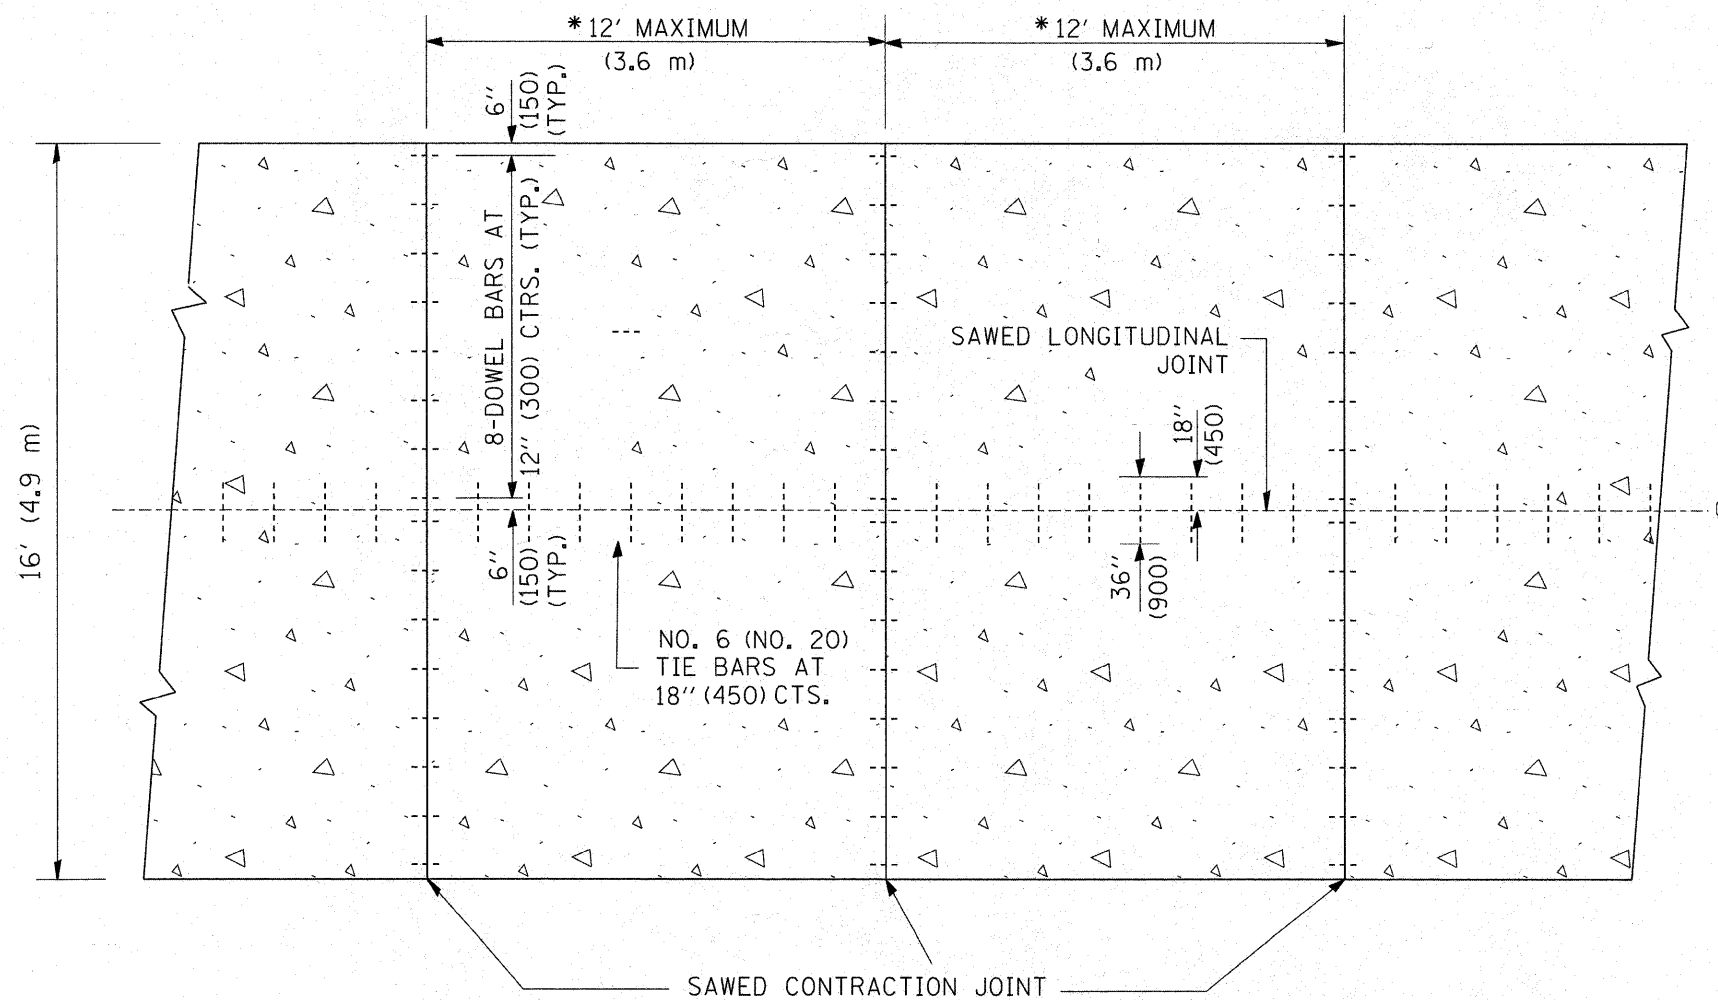 *12' MAXIMUM
(3.6 m)
*12' MAXIMUM
(3.6 m)
6"
(150)
(TYP.)
8-DOWEL BARS AT
12" (300) CTRS. (TYP.)
16' (4.9 m)
SAWED LONGITUDINAL
JOINT
18"
(450)
6"
(150)
(TYP.)
36"
(900)
NO. 6 (NO. 20)
TIE BARS AT
18" (450) CTS.
SAWED CONTRACTION JOINT